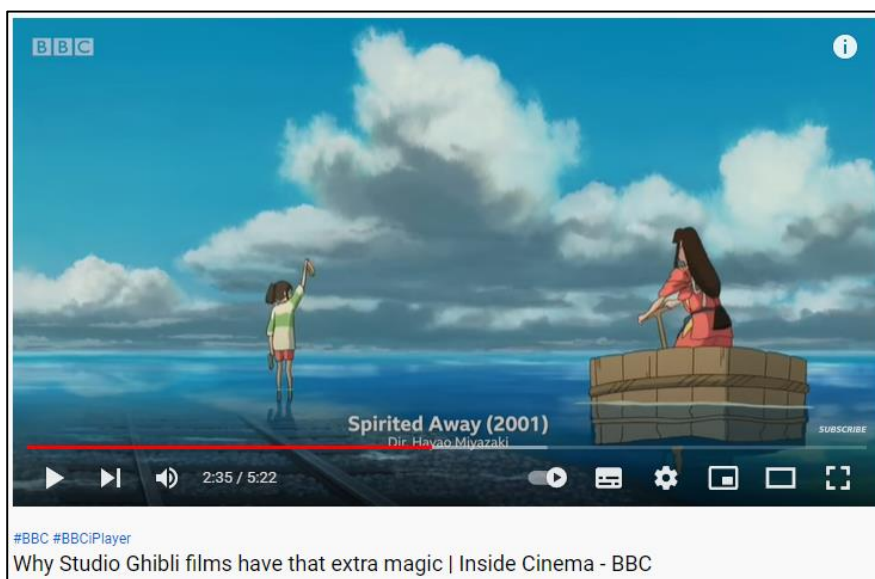 BBC
i
Spirited Away (2001)
Dir. Hayao Miyazaki
SUBSCRIBE
2:35 / 5:22
#BBC #BBCiPlayer
Why Studio Ghibli films have that extra magic | Inside Cinema - BBC